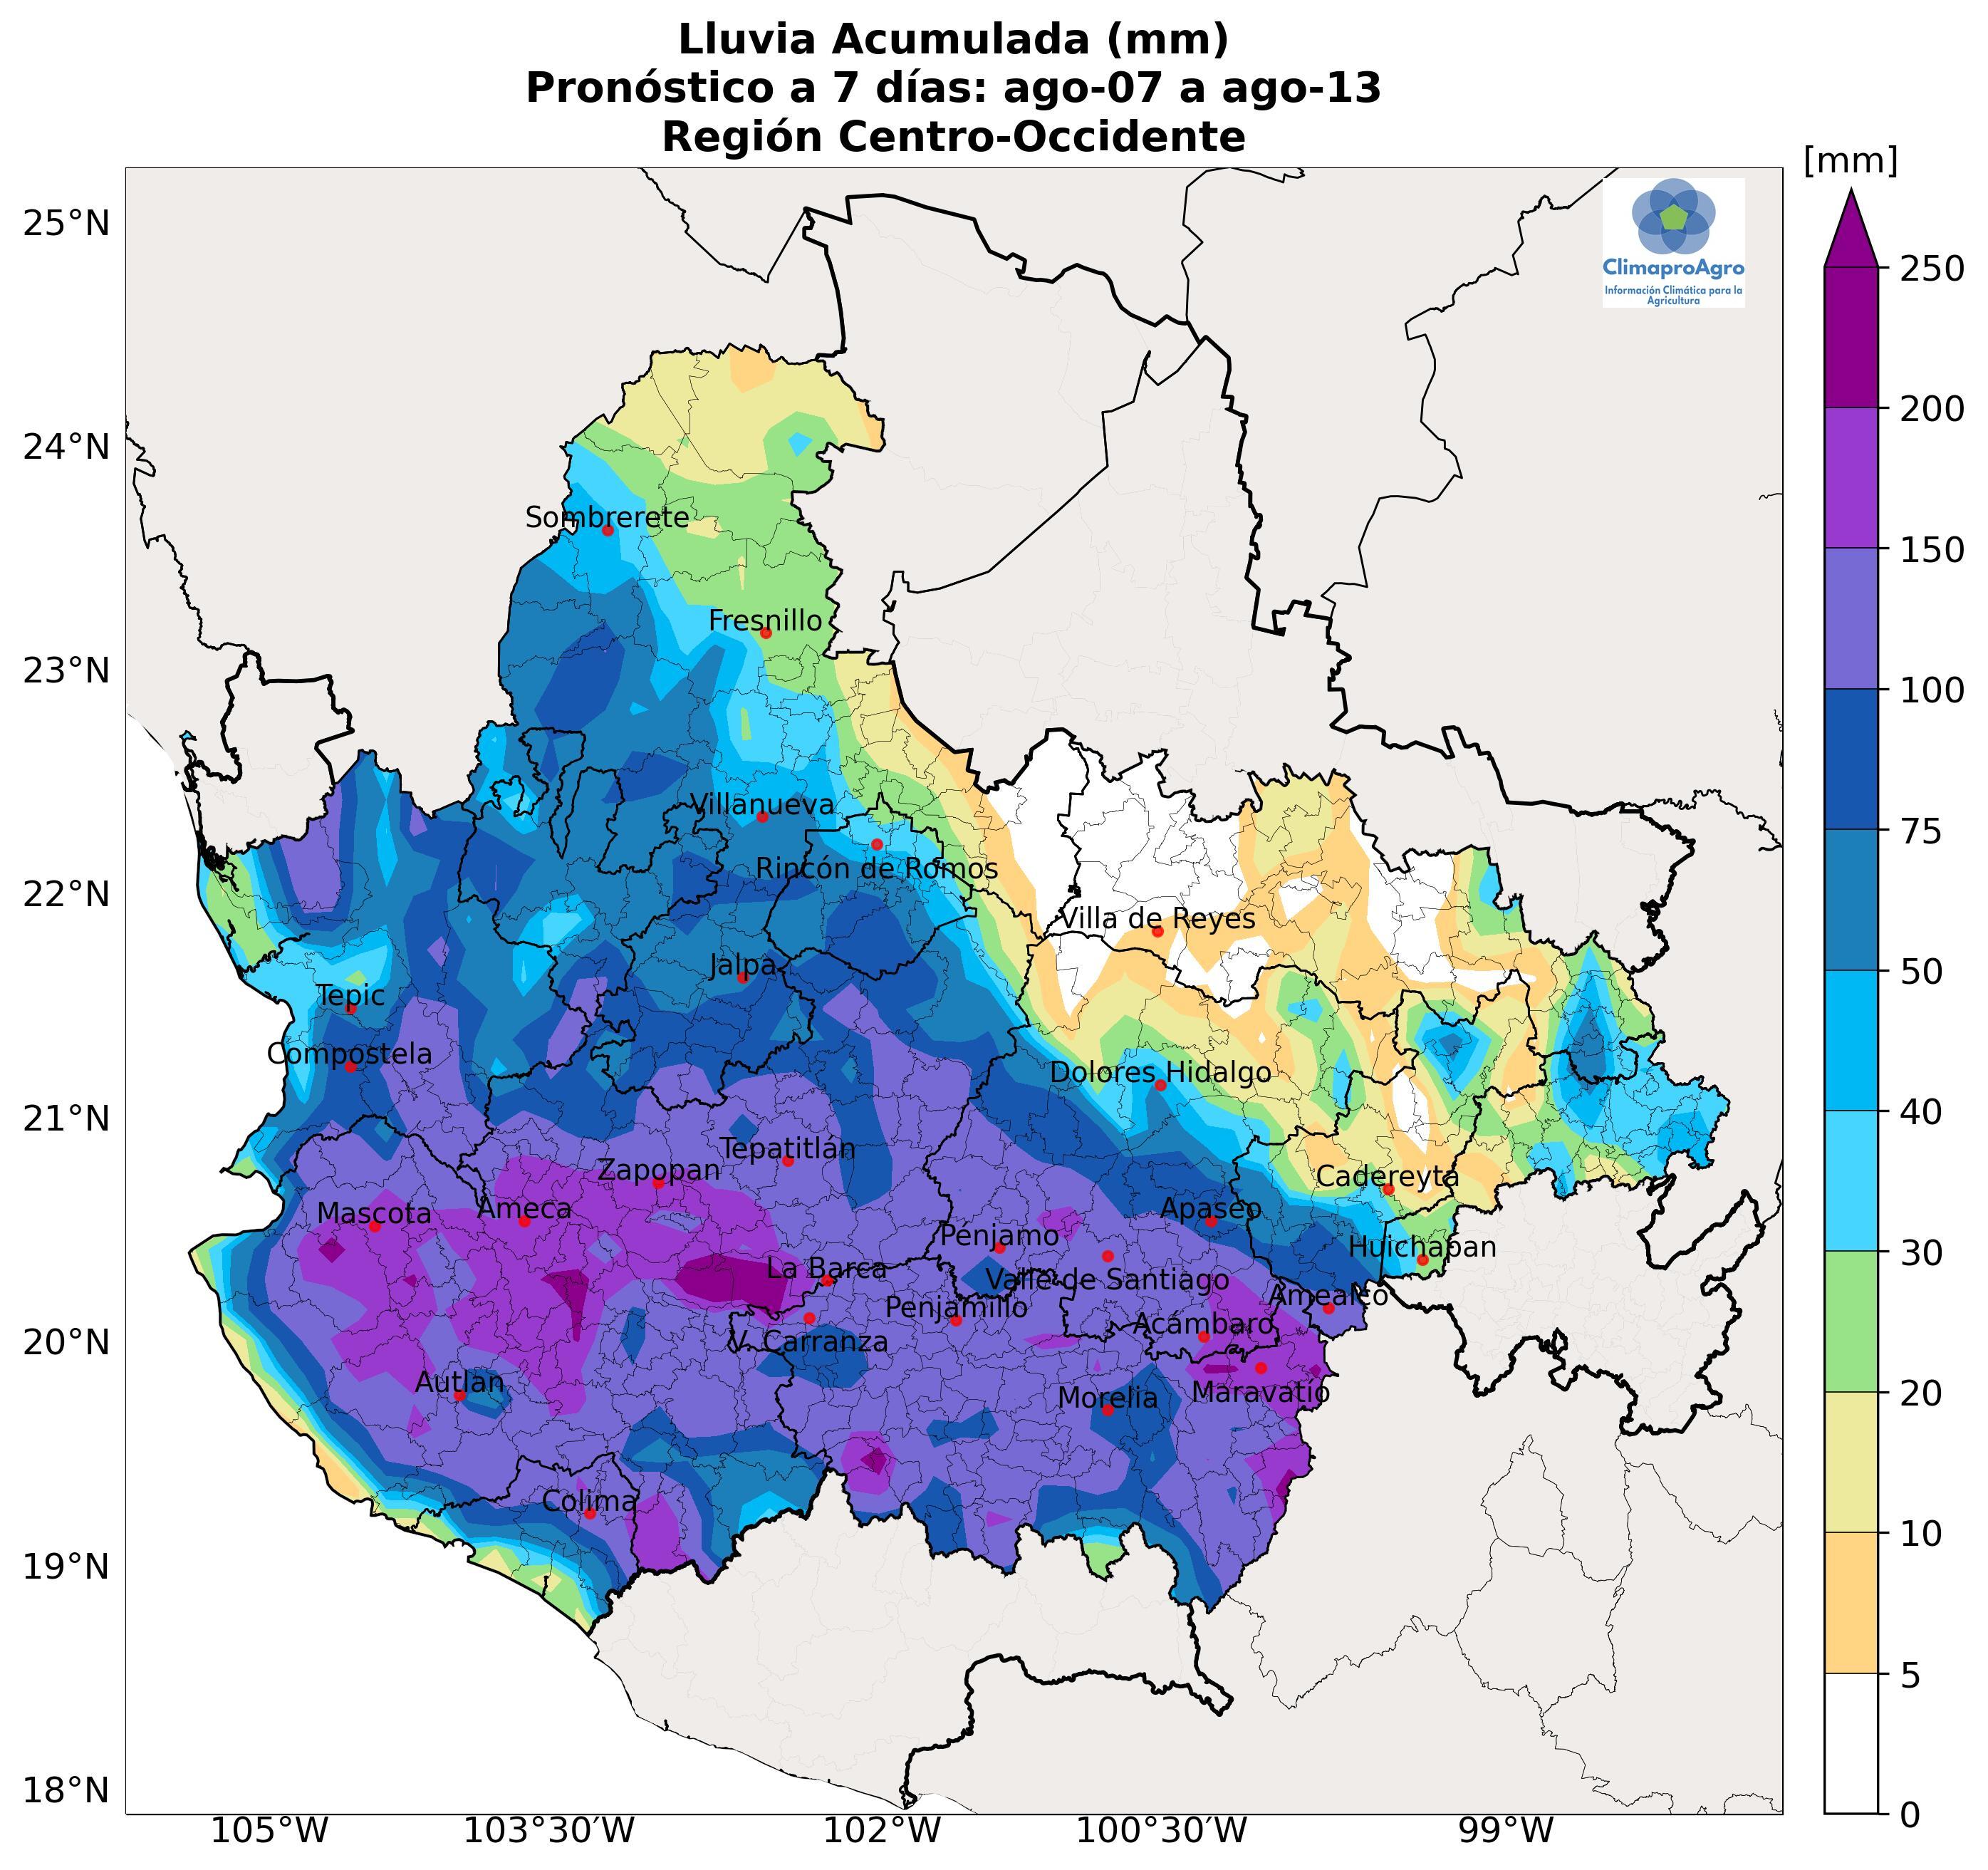 Lluvia Acumulada (mm)
Pronóstico a 7 días: ago-07 a ago-13
Región Centro-Occidente
[mm]
ClimaproAgro
Información Climática para la
Agricultura
25°N
24°N
23°N
22°N
21°N
20°N
19°N
18°N
Sombrerete
Fresnillo
Villanueva
Rincón de Romos
Villa de Reyes
Jalpa
Tepic
Compostela
Dolores Hidalgo
Tepatitlán
Zapopan
Cadereyta
Mascota
Ameca
Apaseo
Pénjamo
Huichapan
La Barca
Valle de Santiago
Amealco
Penjamillo
Acámbaro
V. Carranza
Autlán
Morelia
Maravatío
Colima
105°W
103°30'W
102°W
100°30'W
99°W
250
200
150
100
75
50
40
30
20
10
5
0